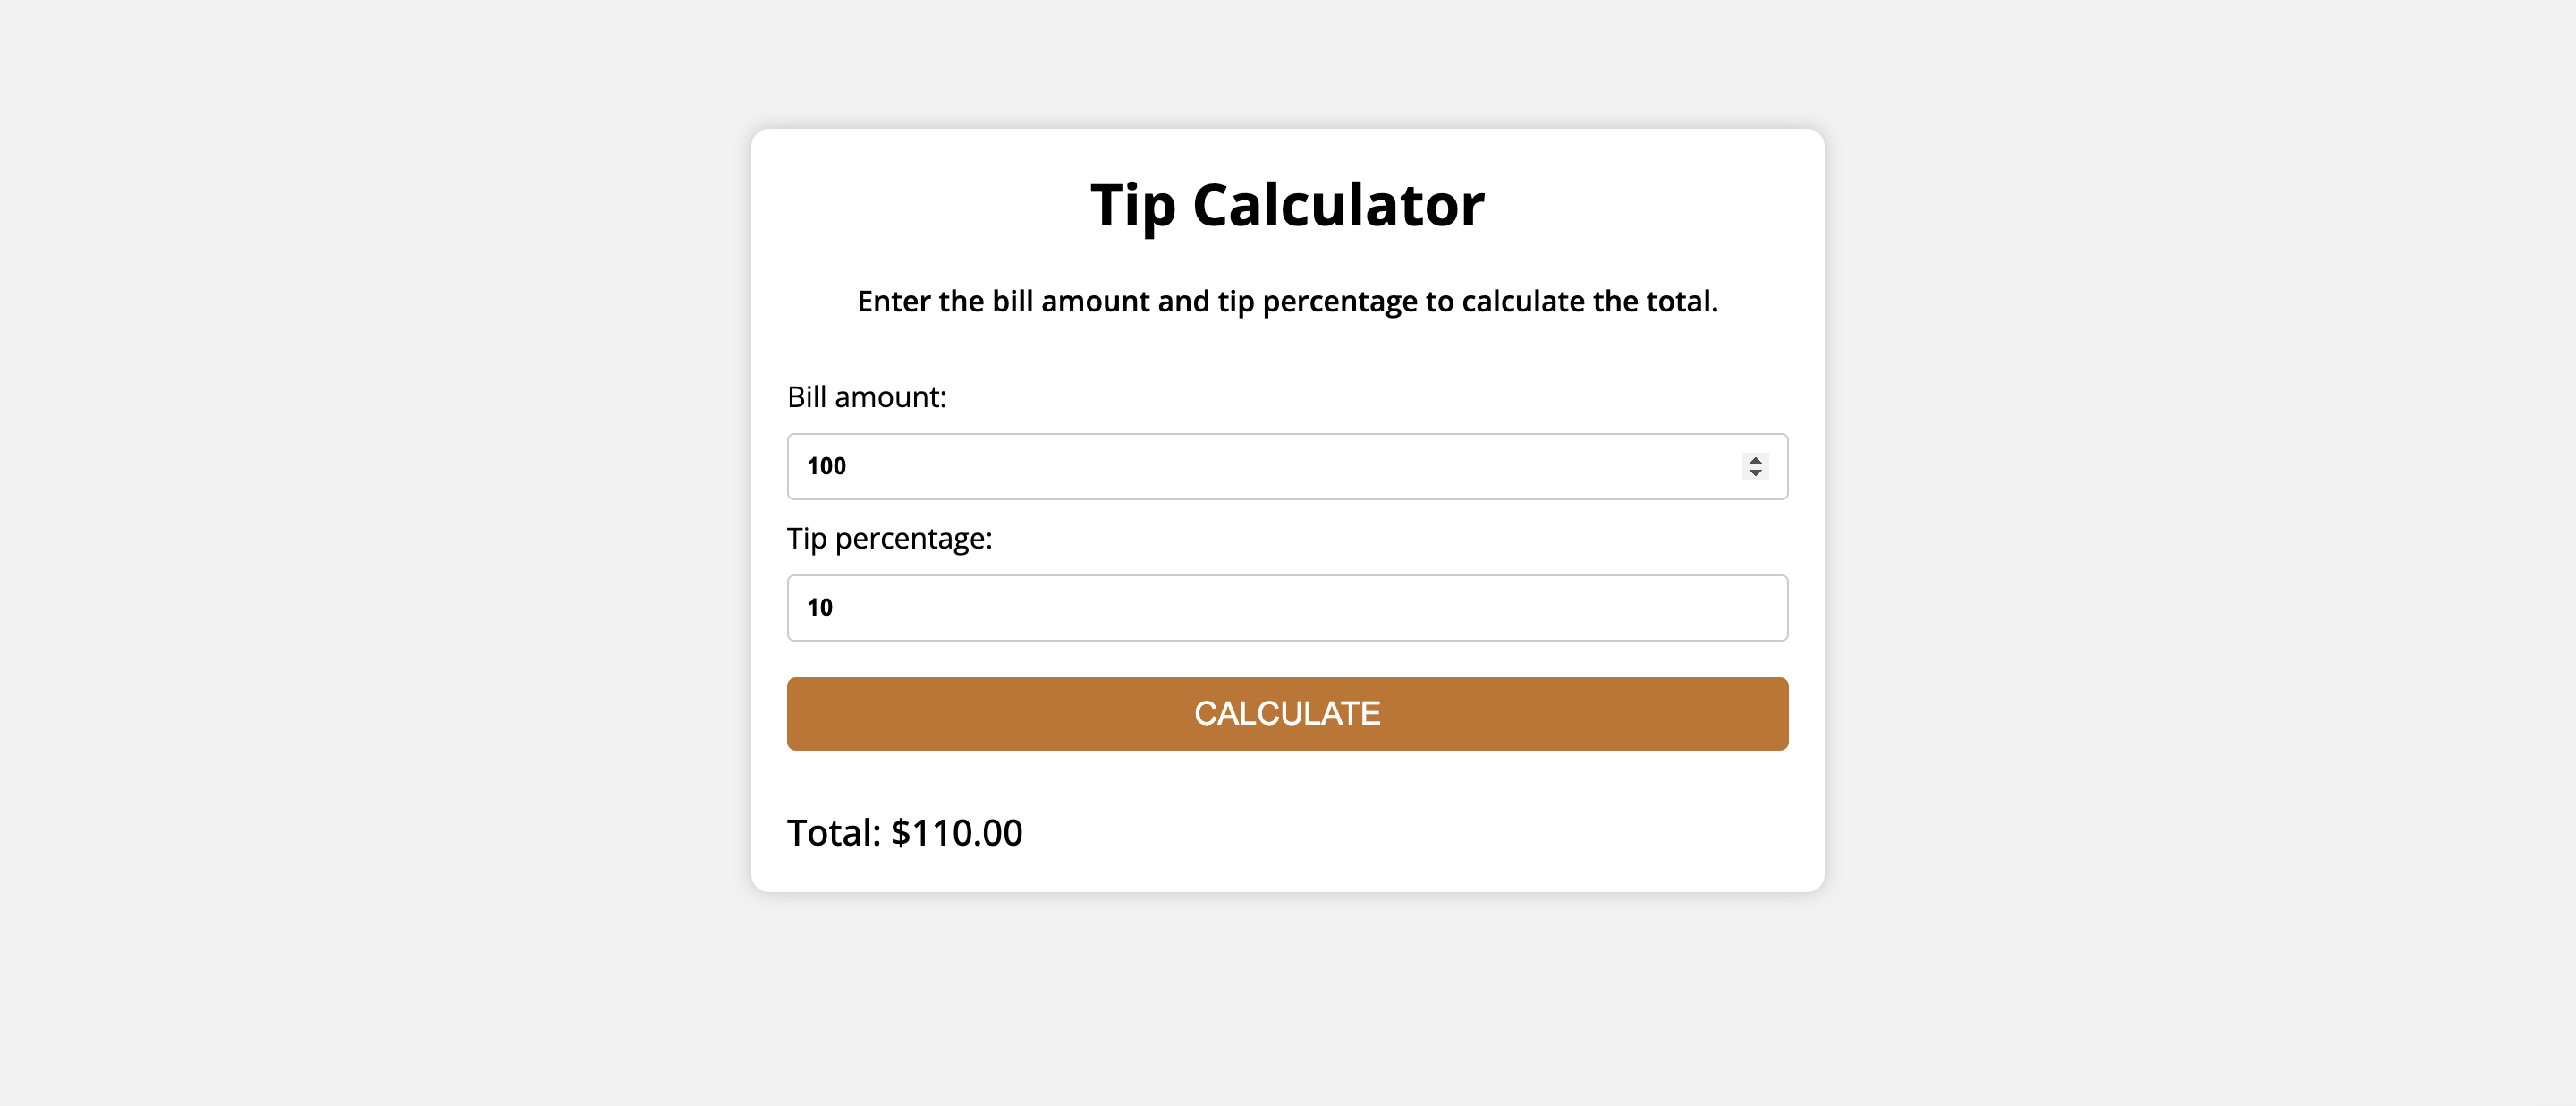 Tip Calculator
Enter the bill amount and tip percentage to calculate the total.
Bill amount:
100
Tip percentage:
10
CALCULATE
Total: $110.00